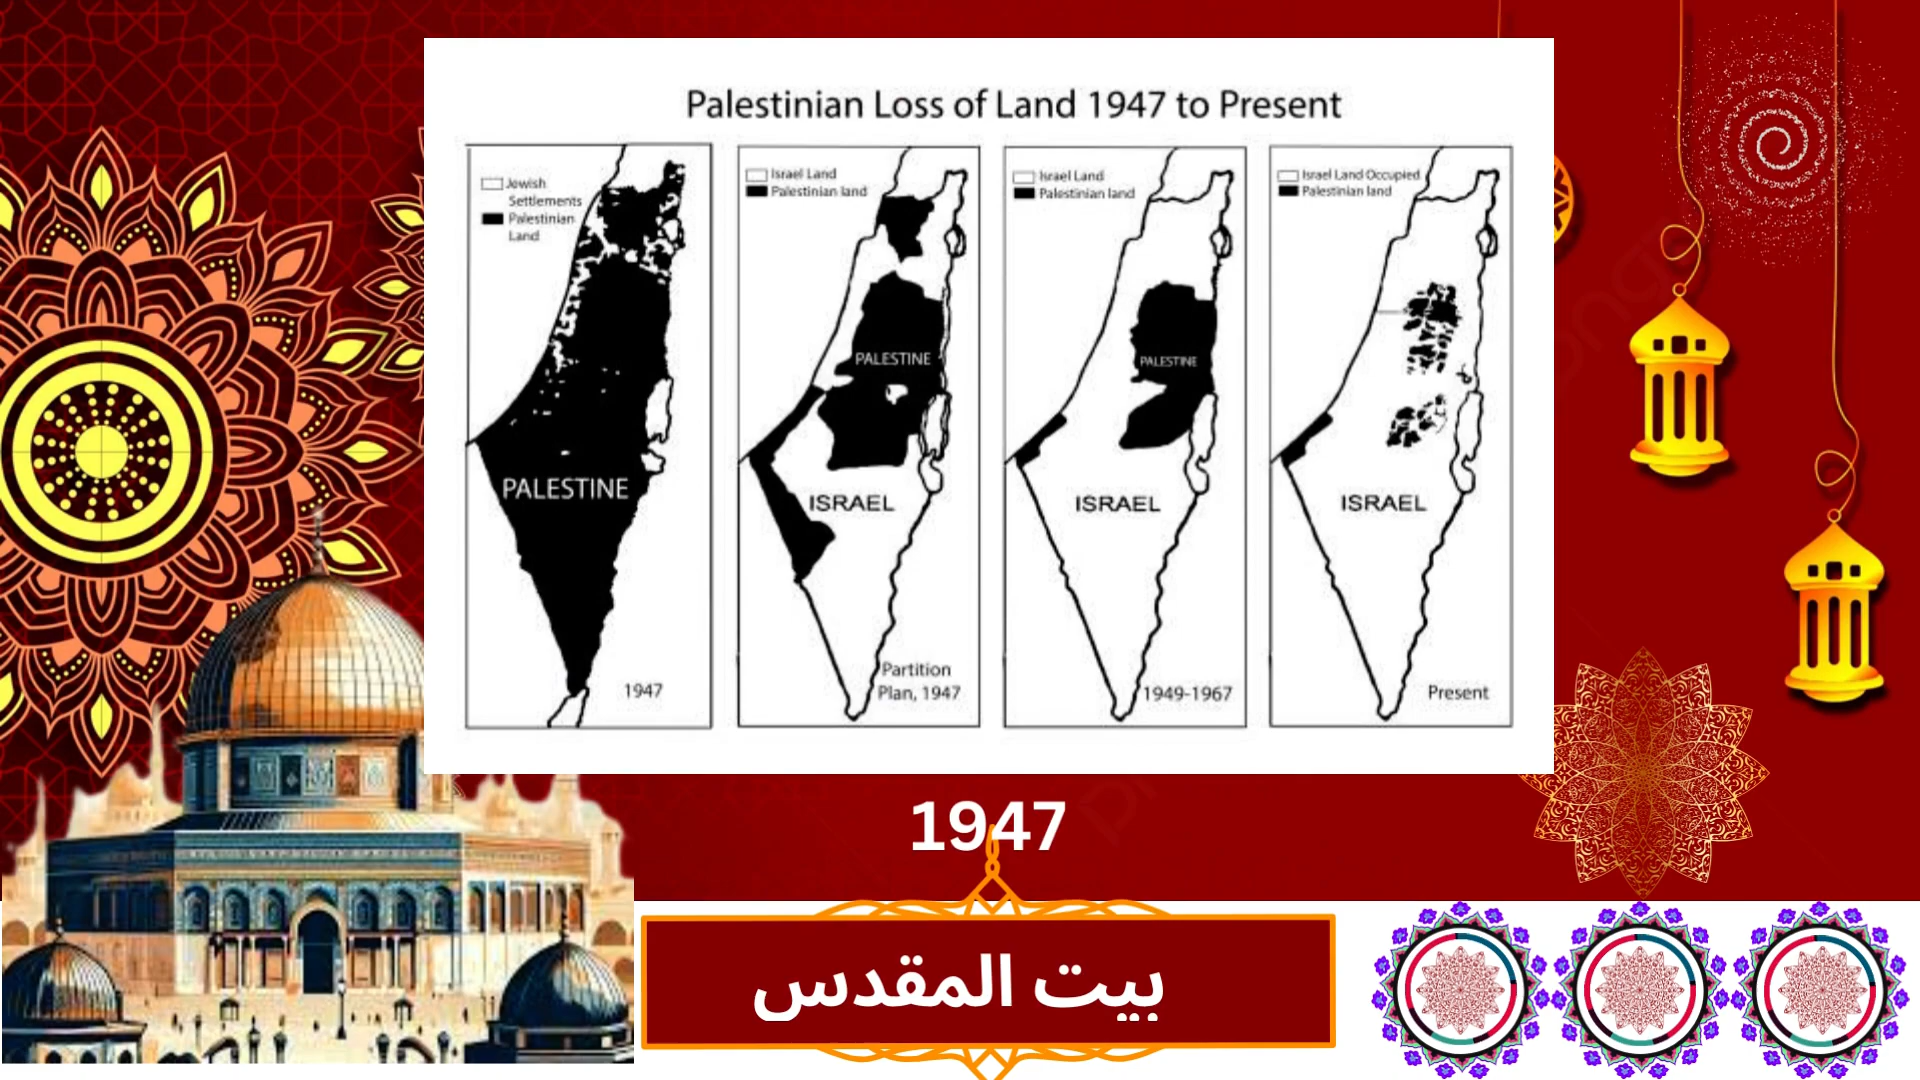 Palestinian Loss of Land 1947 to Present
Jewish
Settlements
Palestinian
Land
PALESTINE
1947
Israel Land
Palestinian land
PALESTINE
ISRAEL
Partition
Plan, 1947
Israel Land
Palestinian land
PALESTINE
ISRAEL
1949-1967
Israel Land Occupied
Palestinian land
ISRAEL
Present
1947
بيت المقدس